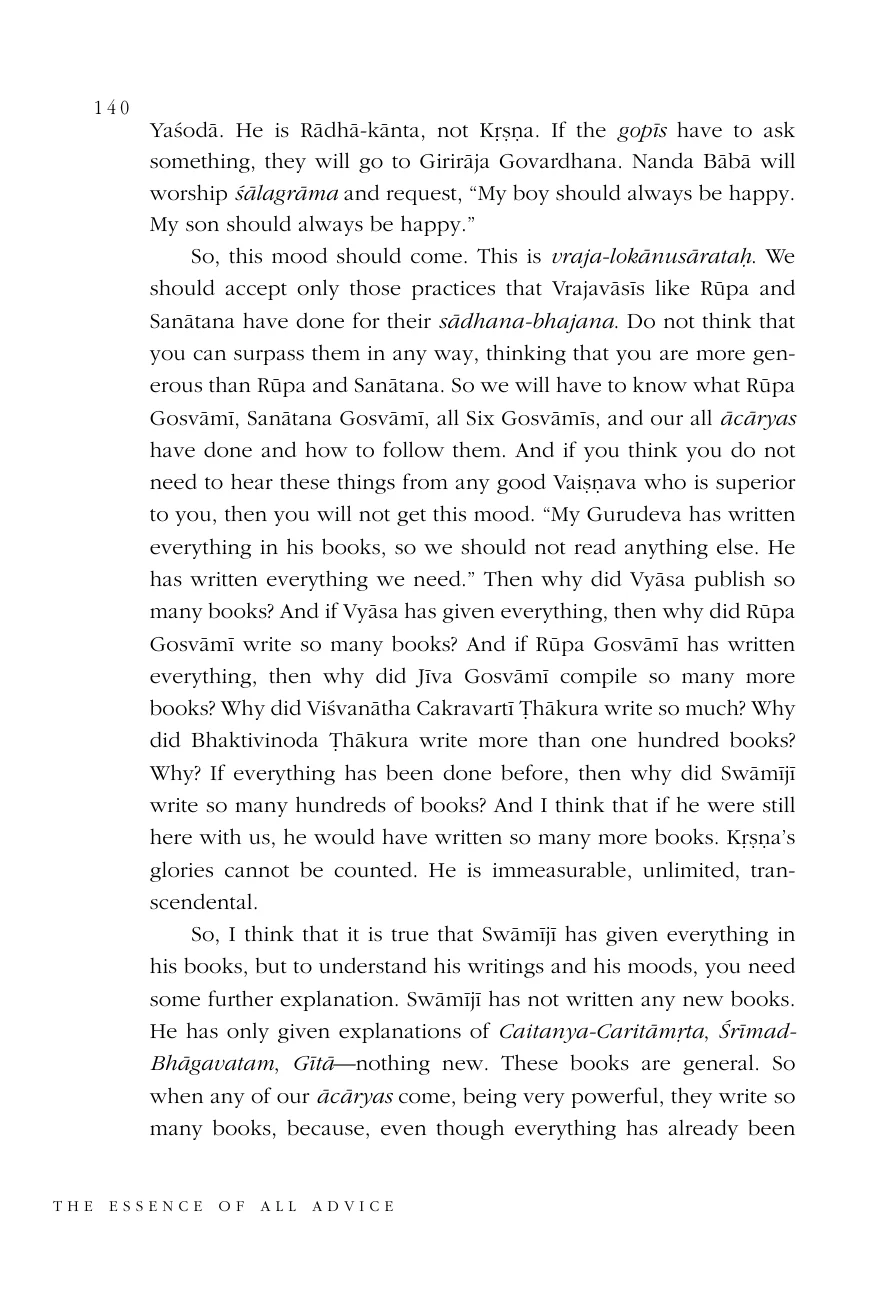 140
Yaśodā. He is Rādhā-kānta, not Kṛṣṇa. If the gopīs have to ask
something, they will go to Girirāja Govardhana. Nanda Bābā will
worship śālagrāma and request, “My boy should always be happy.
My son should always be happy.”
So, this mood should come. This is vraja-lokānusārataḥ. We
should accept only those practices that Vrajavāsīs like Rūpa and
Sanātana have done for their sādhana-bhajana. Do not think that
you can surpass them in any way, thinking that you are more gen-
erous than Rūpa and Sanātana. So we will have to know what Rūpa
Gosvāmī, Sanātana Gosvāmī, all Six Gosvāmīs, and our all ācāryas
have done and how to follow them. And if you think you do not
need to hear these things from any good Vaiṣṇava who is superior
to you, then you will not get this mood. “My Gurudeva has written
everything in his books, so we should not read anything else. He
has written everything we need.” Then why did Vyāsa publish so
many books? And if Vyāsa has given everything, then why did Rūpa
Gosvāmī write so many books? And if Rūpa Gosvāmī has written
everything, then why did Jīva Gosvāmī compile so many more
books? Why did Viśvanātha Cakravartī Ṭhākura write so much? Why
did Bhaktivinoda Ṭhākura write more than one hundred books?
Why? If everything has been done before, then why did Swāmījī
write so many hundreds of books? And I think that if he were still
here with us, he would have written so many more books. Kṛṣṇa’s
glories cannot be counted. He is immeasurable, unlimited, tran-
scendental.
So, I think that it is true that Swāmījī has given everything in
his books, but to understand his writings and his moods, you need
some further explanation. Swāmījī has not written any new books.
He has only given explanations of Caitanya-Caritāmṛta, Śrīmad-
Bhāgavatam, Gītā—nothing new. These books are general. So
when any of our ācāryas come, being very powerful, they write so
many books, because, even though everything has already been
THE ESSENCE OF ALL ADVICE